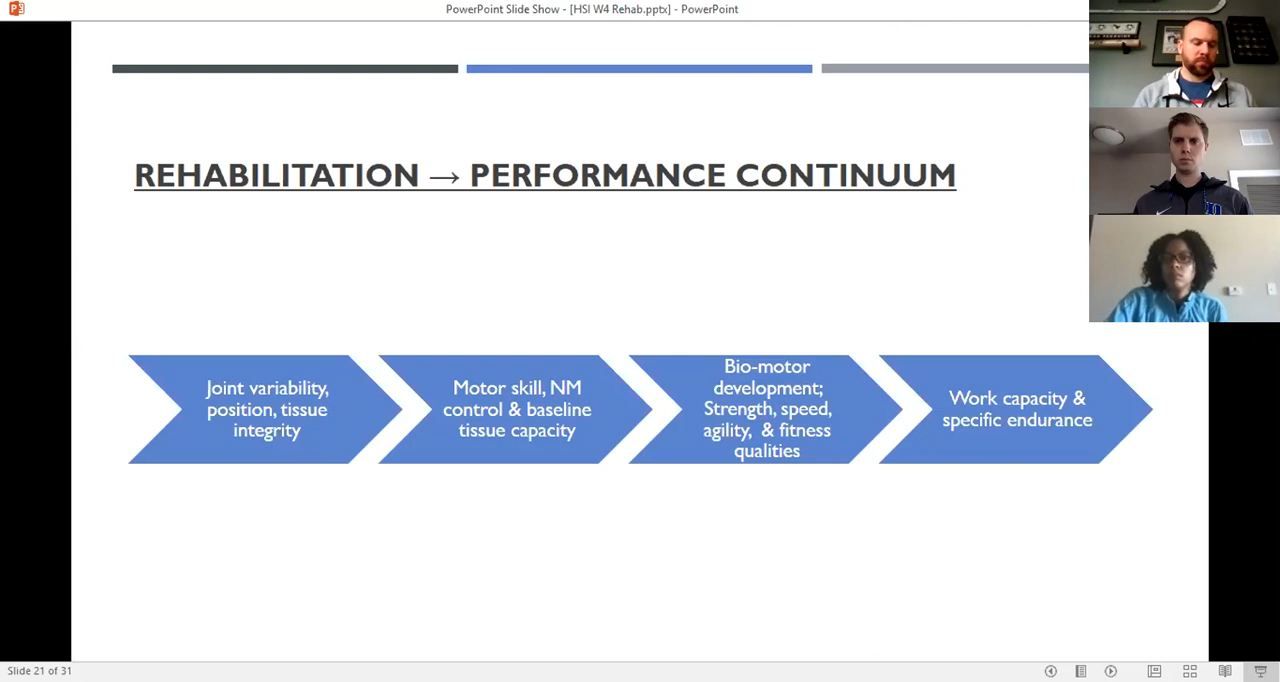 PowerPoint Slide Show - [HSI W4 Rehab.pptx] - PowerPoint
REHABILITATION → PERFORMANCE CONTINUUM
Joint variability,
position, tissue
integrity
Motor skill, NM
control & baseline
tissue capacity
Bio-motor
development;
Strength, speed,
agility, & fitness
qualities
Work capacity &
specific endurance
Slide 21 of 31